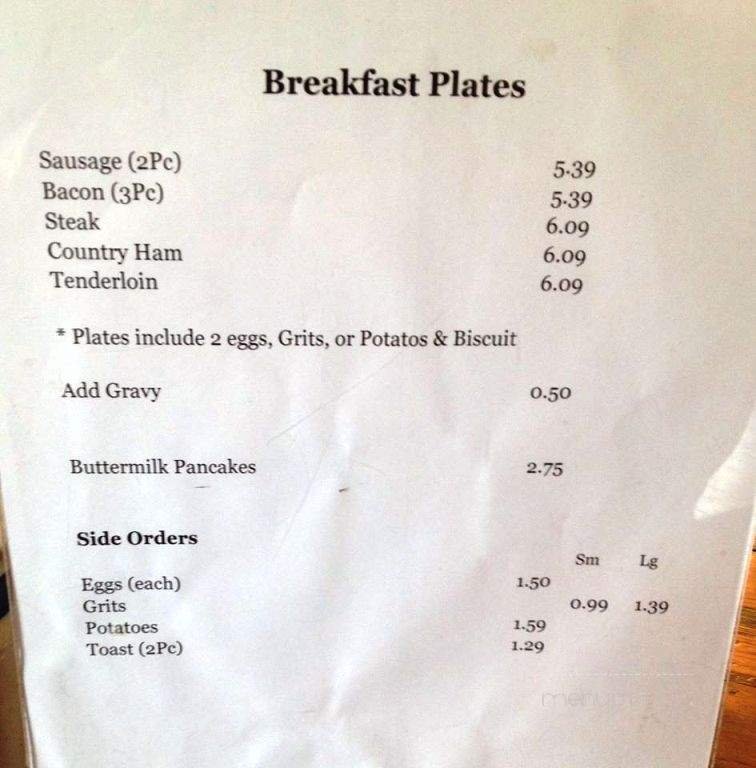 Breakfast Plates
Sausage (2Pc) 5.39
Bacon (3Pc) 5.39
Steak 6.09
Country Ham 6.09
Tenderloin 6.09
* Plates include 2 eggs, Grits, or Potatos & Biscuit
Add Gravy 0.50
Buttermilk Pancakes 2.75
Side Orders
Sm Lg
Eggs (each) 1.50
Grits 0.99 1.39
Potatoes 1.59
Toast (2Pc) 1.29